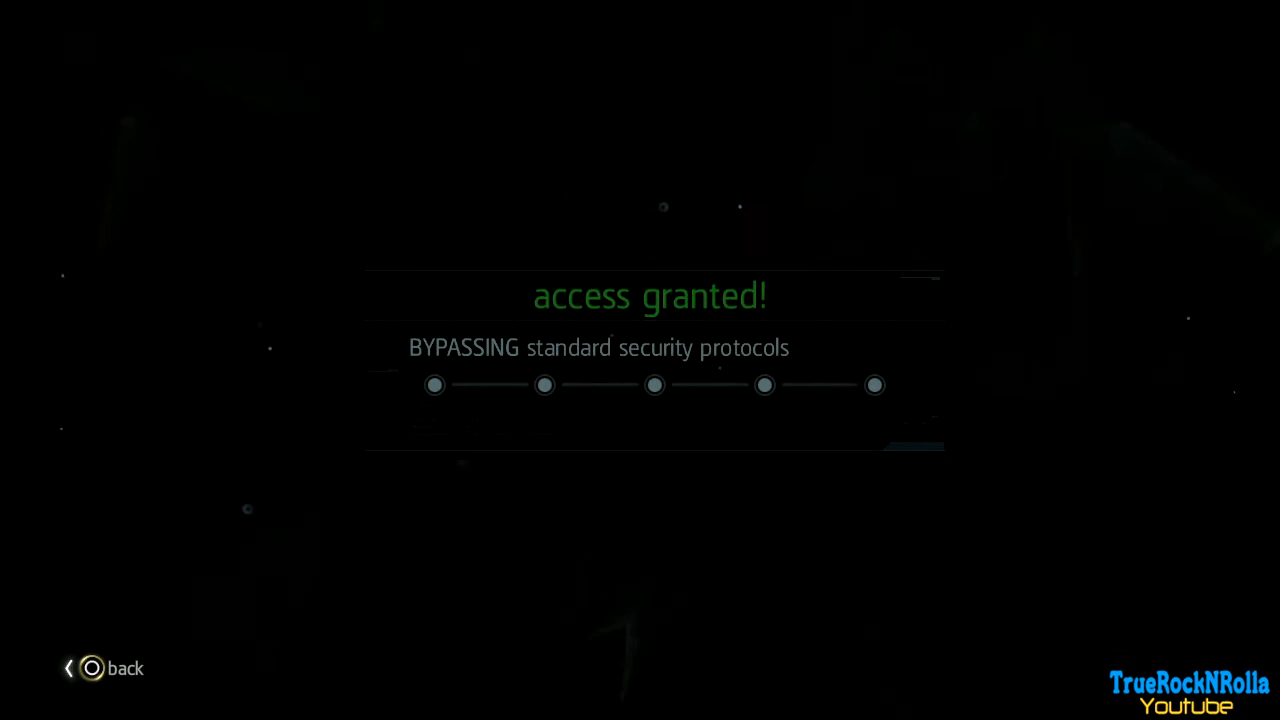 access granted!
BYPASSING standard security protocols
back
TrueRockNRolla
Youtube